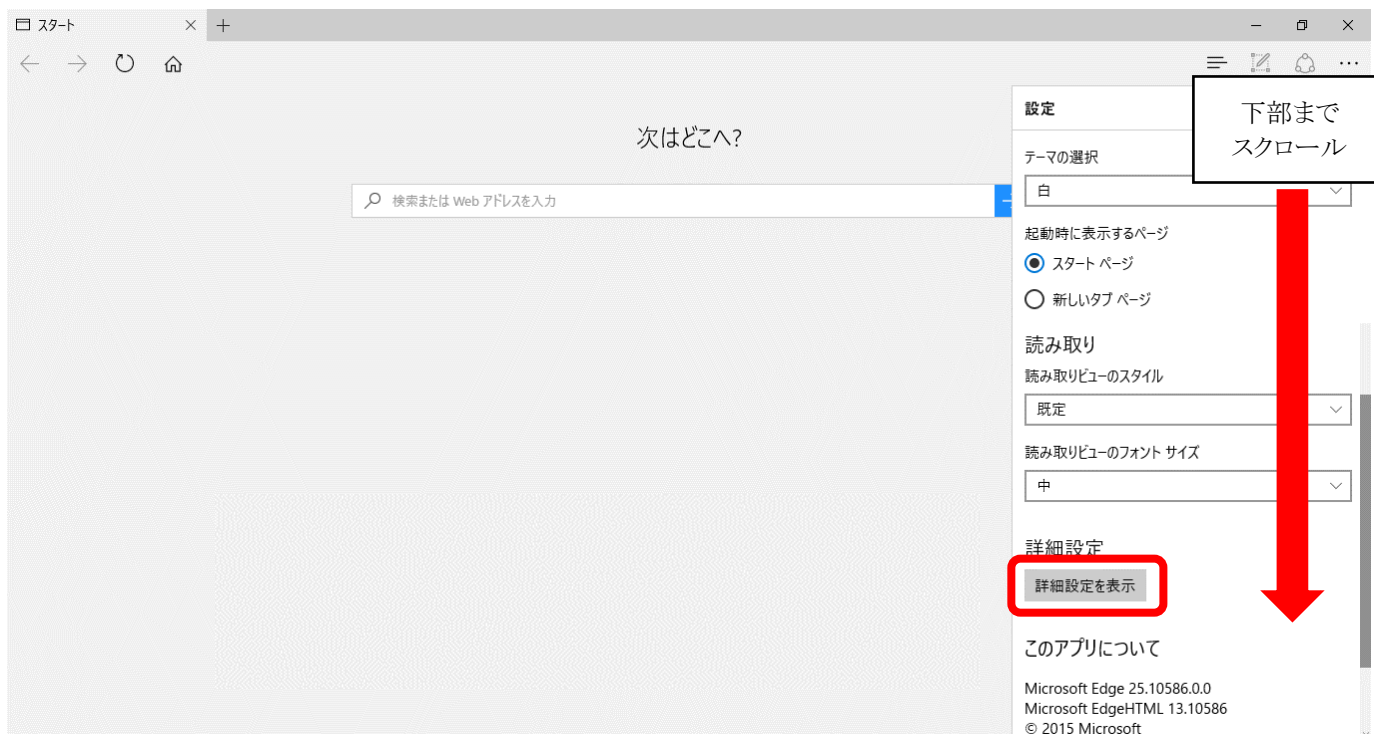 スタート
次はどこへ?
検索または Web アドレスを入力
設定
下部まで
スクロール
テーマの選択
白
起動時に表示するページ
スタート ページ
新しいタブ ページ
読み取り
読み取りビューのスタイル
既定
読み取りビューのフォント サイズ
中
詳細設定
詳細設定を表示
このアプリについて
Microsoft Edge 25.10586.0.0
Microsoft EdgeHTML 13.10586
© 2015 Microsoft